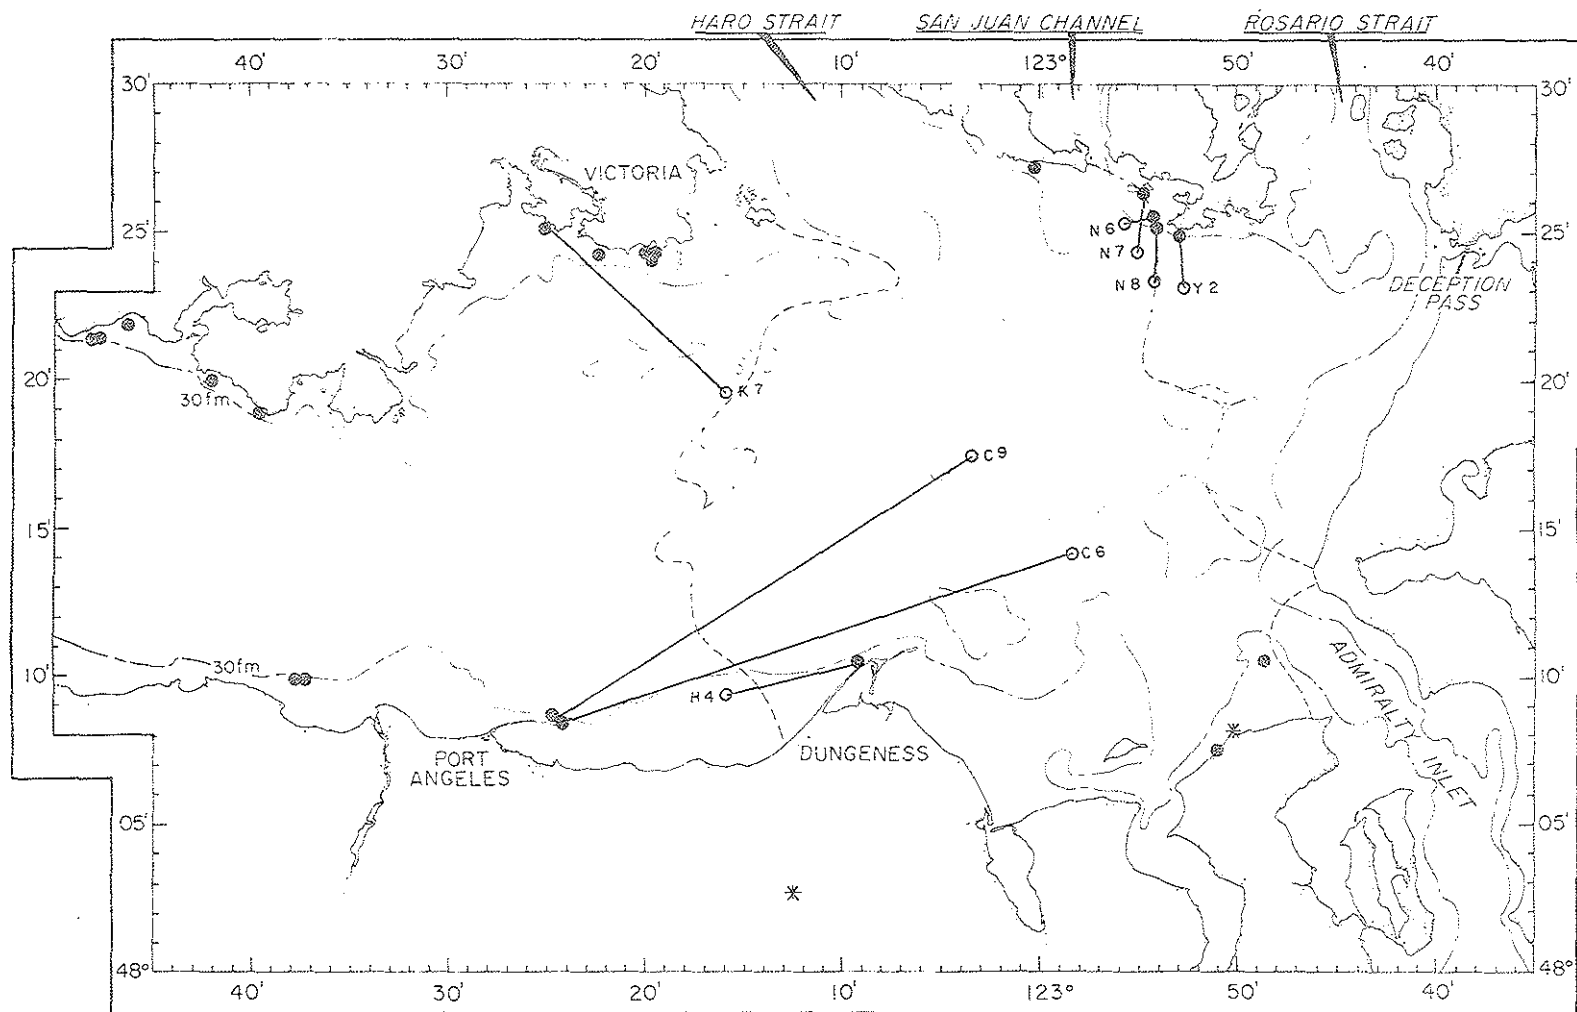 HARO STRAIT
SAN JUAN CHANNEL
ROSARIO STRAIT
40' 30' 20' 10' 123° 50' 40'
30' 30'
VICTORIA
25' 25'
N6
N7
N8
Y2
DECEPTION
PASS
20' 20'
30fm
K7
C9
15' 15'
C6
30fm
10' 10'
H4
ADMIRALTY
INLET
PORT
ANGELES
DUNGENESS
05' 05'
48° 48°
40' 30' 20' 10' 123° 50' 40'